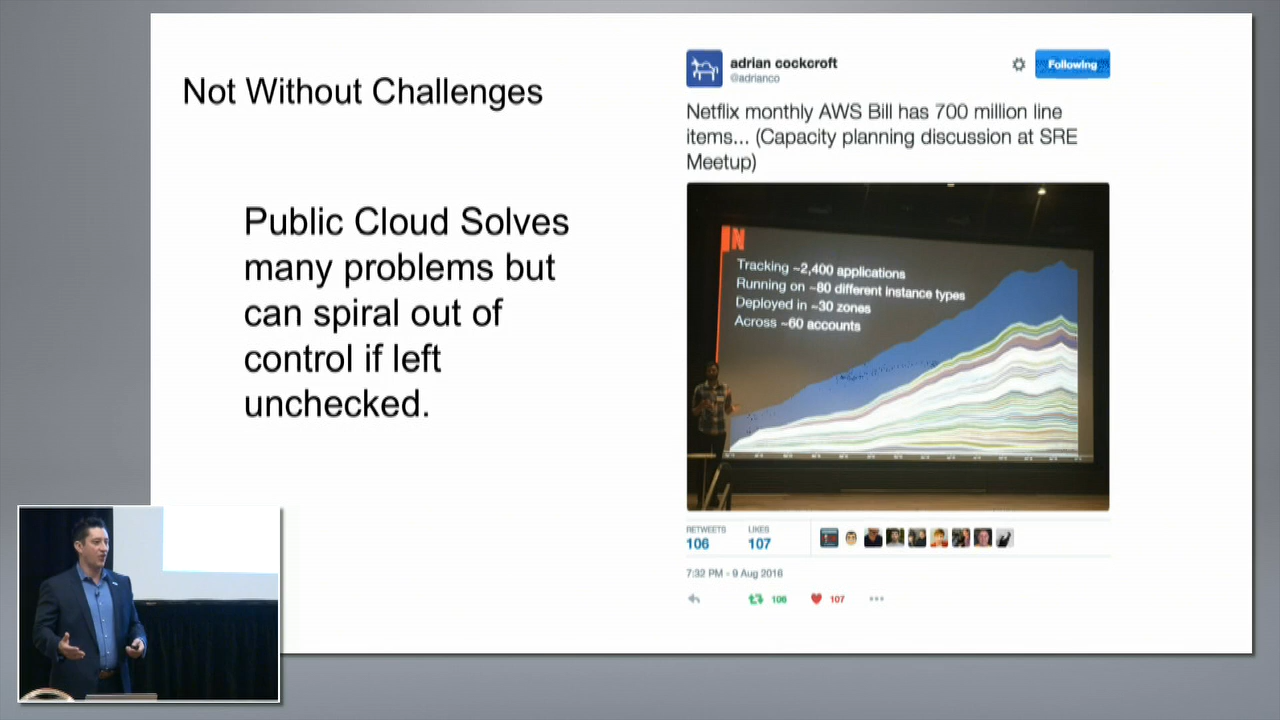 Not Without Challenges
Public Cloud Solves
many problems but
can spiral out of
control if left
unchecked.
adrian cockcroft
@adrianco
Following
Netflix monthly AWS Bill has 700 million line
items... (Capacity planning discussion at SRE
Meetup)
N
Tracking ~2,400 applications
Running on ~80 different instance types
Deployed in ~30 zones
Across ~60 accounts
RETWEETS
LIKES
106
107
7:32 PM - 9 Aug 2016
106
107